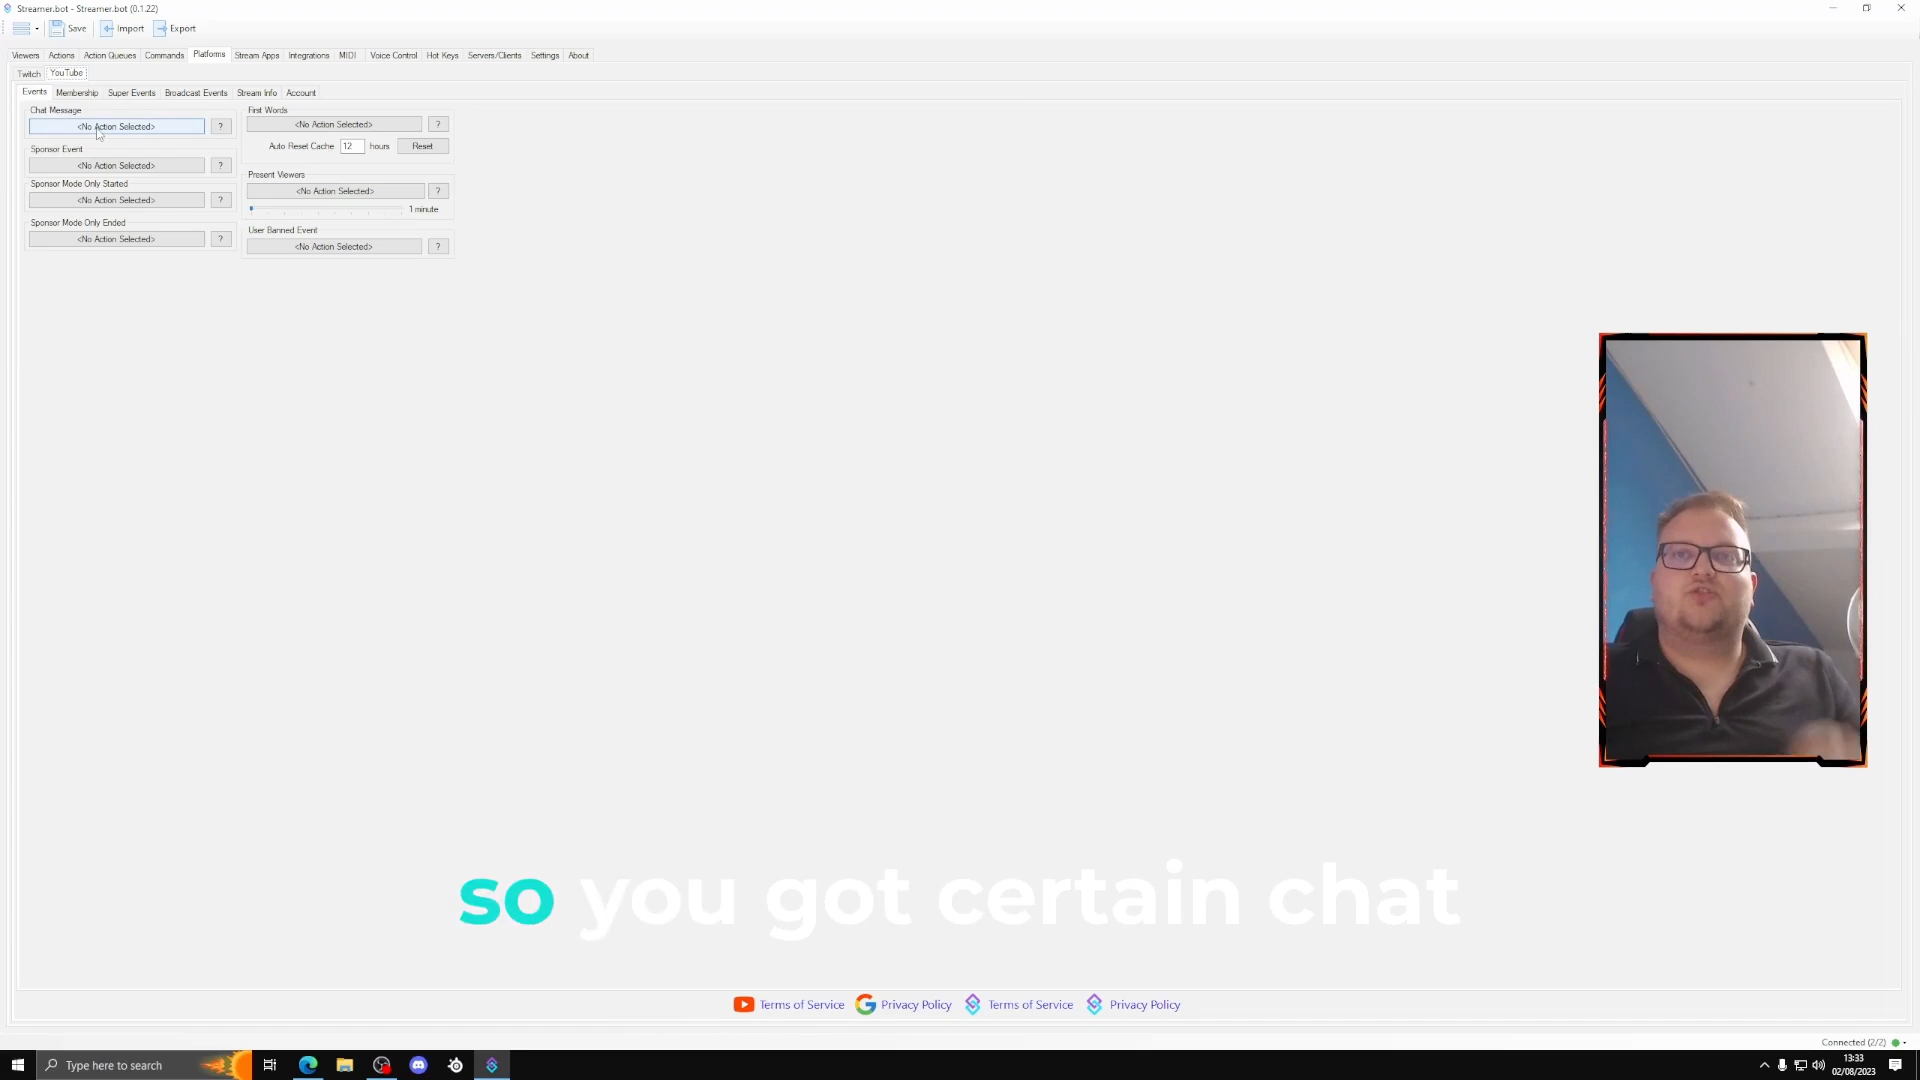 Streamer.bot - Streamer.bot (0.1.22)
Save Import Export
Viewers Actions Action Queues Commands Platforms Stream Apps Integrations MIDI Voice Control Hot Keys Servers/Clients Settings About
Twitch YouTube
Events Membership Super Events Broadcast Events Stream Info Account
Chat Message
<No Action Selected> ?
Sponsor Event
<No Action Selected> ?
Sponsor Mode Only Started
<No Action Selected> ?
Sponsor Mode Only Ended
<No Action Selected> ?
First Words
<No Action Selected> ?
Auto Reset Cache 12 hours Reset
Present Viewers
<No Action Selected> ?
1 minute
User Banned Event
<No Action Selected> ?
so you got certain chat
Terms of Service Privacy Policy Terms of Service Privacy Policy
Connected (2/2)
Type here to search
13:33
02/08/2023